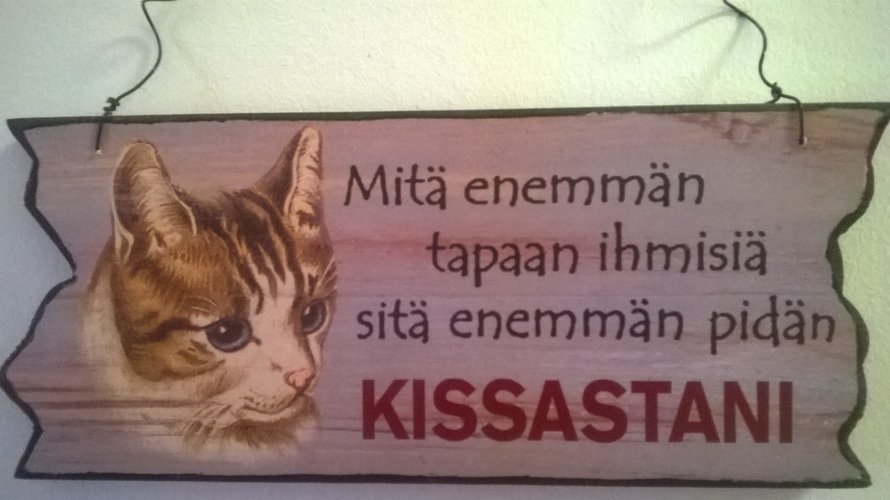 Mitä enemmän
tapaan ihmisiä
sitä enemmän pidän
KISSASTANI